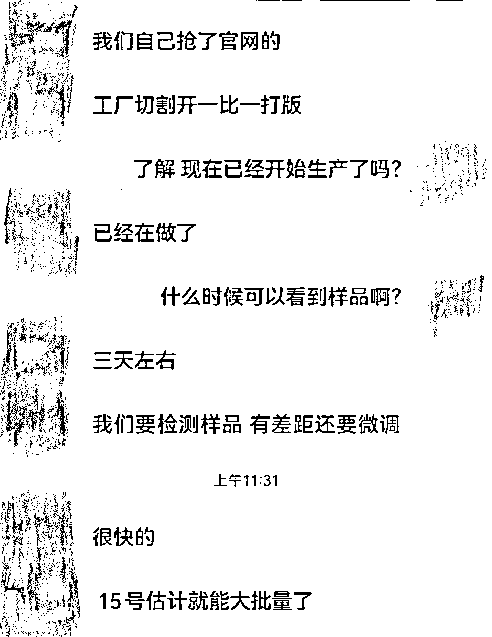 我们自己抢了官网的
工厂切割开一比一打版
了解 现在已经开始生产了吗?
已经在做了
什么时候可以看到样品啊?
三天左右
我们要检测样品 有差距还要微调
上午11:31
很快的
15号估计就能大批量了